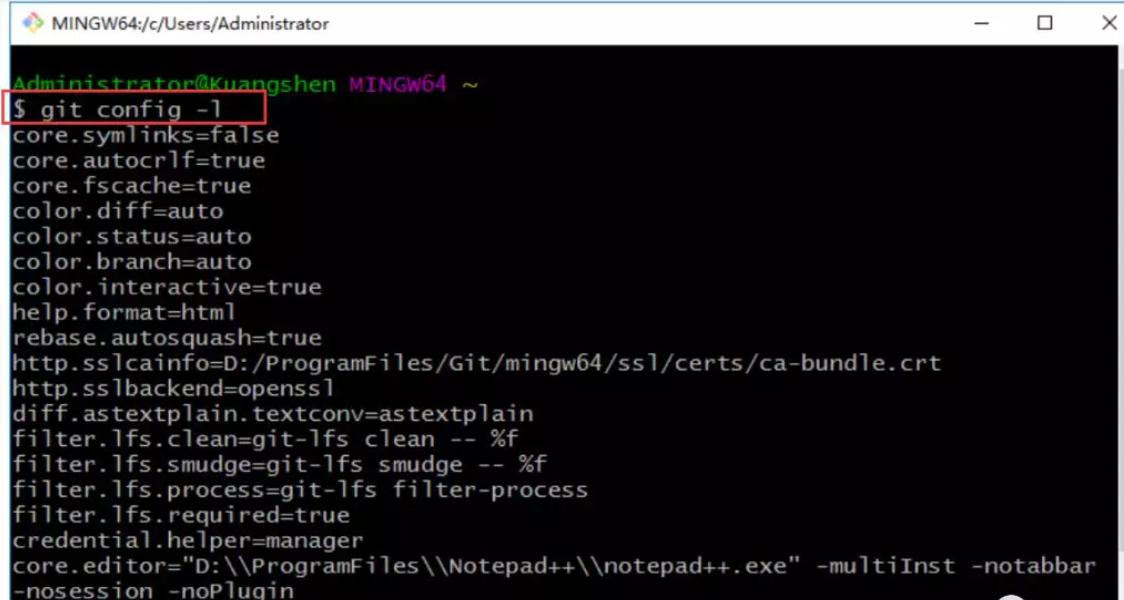 MINGW64:/c/Users/Administrator
Administrator@Kuangshen MINGW64 ~
$ git config -l
core.symlinks=false
core.autocrlf=true
core.fscache=true
color.diff=auto
color.status=auto
color.branch=auto
color.interactive=true
help.format=html
rebase.autosquash=true
http.sslcainfo=D:/ProgramFiles/Git/mingw64/ssl/certs/ca-bundle.crt
http.sslbackend=openssl
diff.astextplain.textconv=astextplain
filter.lfs.clean=git-lfs clean -- %f
filter.lfs.smudge=git-lfs smudge -- %f
filter.lfs.process=git-lfs filter-process
filter.lfs.required=true
credential.helper=manager
core.editor="D:\\ProgramFiles\\Notepad++\\notepad++.exe" -multiInst -notabbar
-nosession -noPlugin